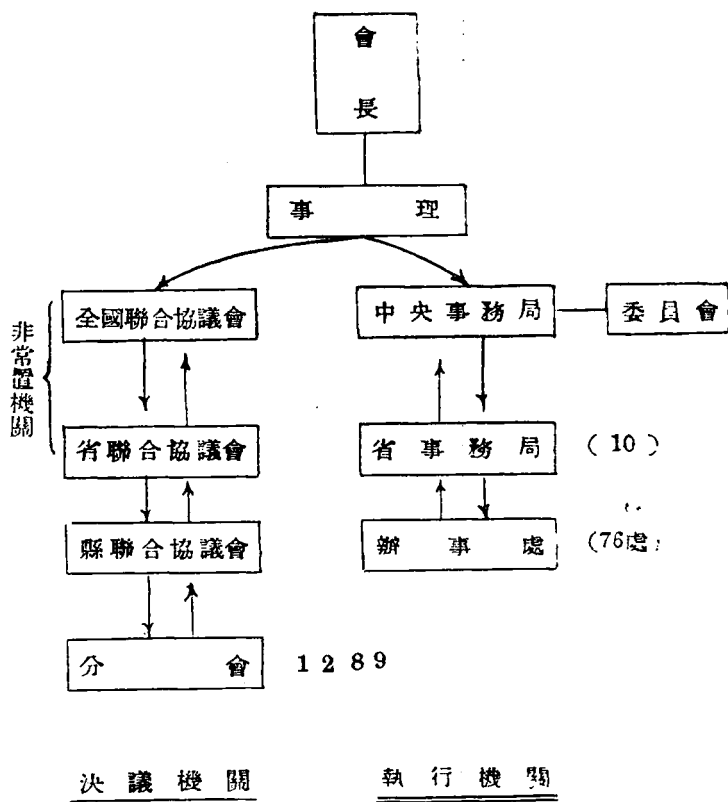 會長
事理
全國聯合協議會
中央事務局
委員會
非常置機關
省聯合協議會
省事務局
(10)
縣聯合協議會
辦事處
(76處)
分會
1289
決議機關
執行機關